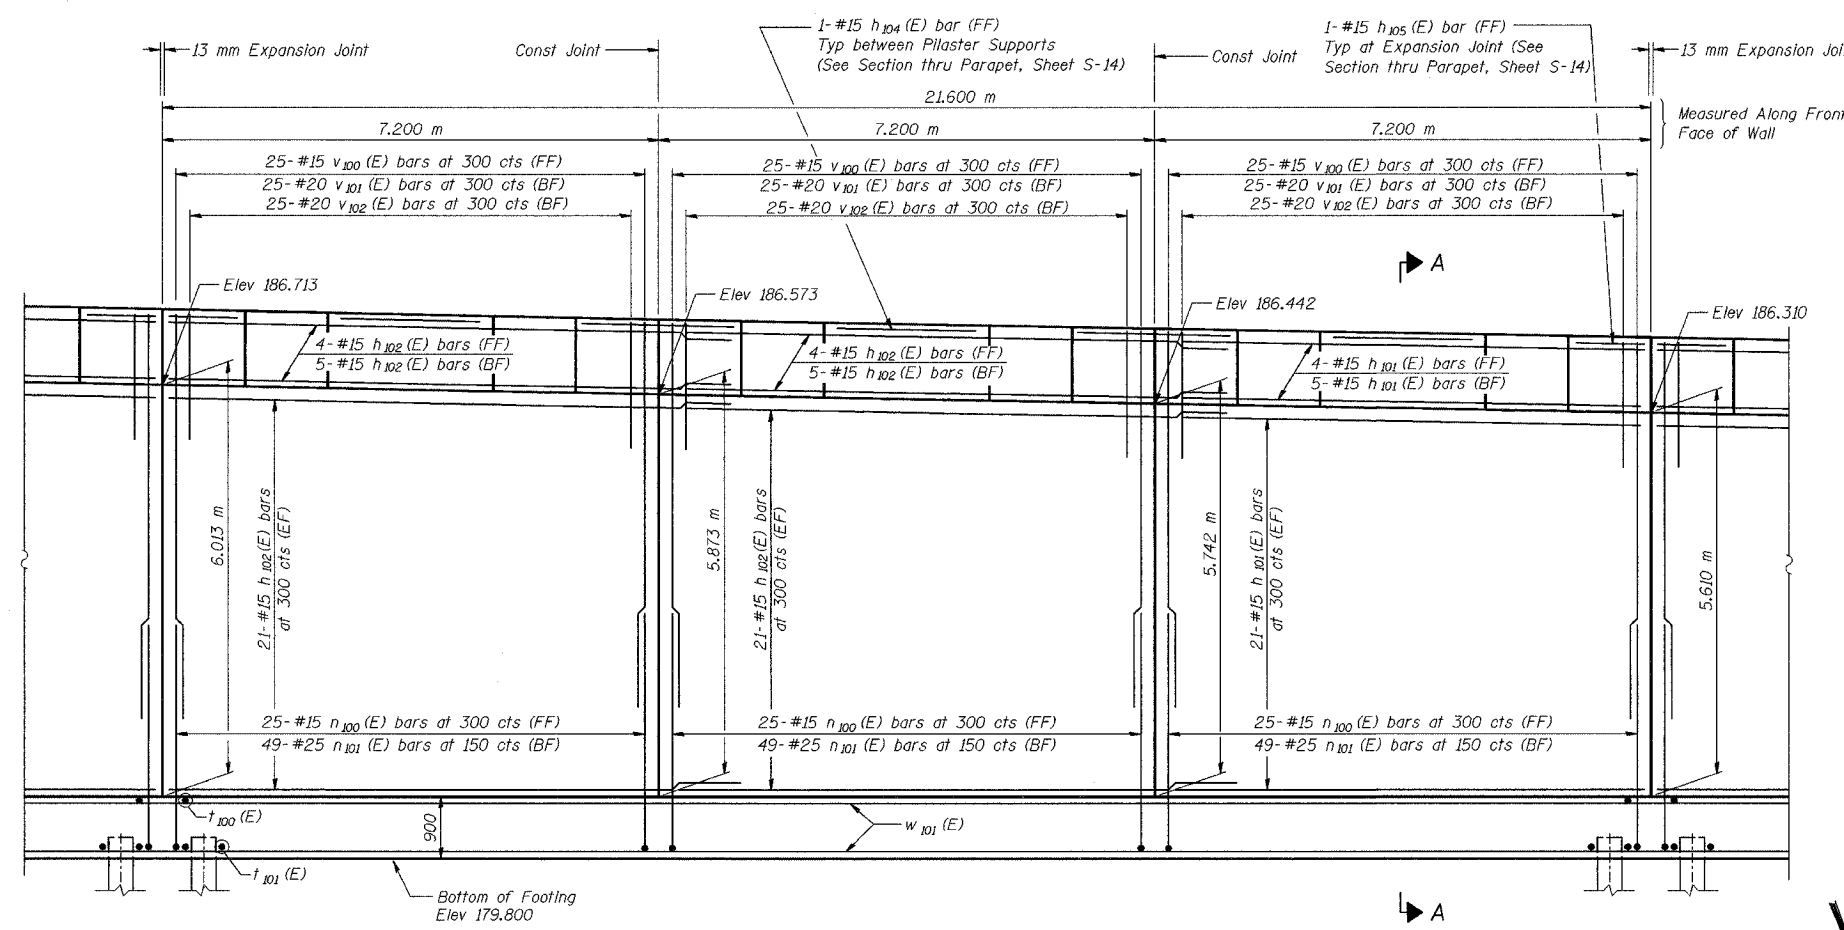 13 mm Expansion Joint
Const Joint
1- #15 h104 (E) bar (FF)
Typ between Pilaster Supports
(See Section thru Parapet, Sheet S-14)
Const Joint
1- #15 h105 (E) bar (FF)
Typ at Expansion Joint (See
Section thru Parapet, Sheet S-14)
13 mm Expansion Joi
21.600 m
Measured Along Fron
Face of Wall
7.200 m
7.200 m
7.200 m
25- #15 v100 (E) bars at 300 cts (FF)
25- #20 v101 (E) bars at 300 cts (BF)
25- #20 v102 (E) bars at 300 cts (BF)
25- #15 v100 (E) bars at 300 cts (FF)
25- #20 v101 (E) bars at 300 cts (BF)
25- #20 v102 (E) bars at 300 cts (BF)
25- #15 v100 (E) bars at 300 cts (FF)
25- #20 v101 (E) bars at 300 cts (BF)
25- #20 v102 (E) bars at 300 cts (BF)
A
Elev 186.713
Elev 186.573
Elev 186.442
Elev 186.310
4- #15 h102 (E) bars (FF)
5- #15 h102 (E) bars (BF)
4- #15 h102 (E) bars (FF)
5- #15 h102 (E) bars (BF)
4- #15 h101 (E) bars (FF)
5- #15 h101 (E) bars (BF)
6.013 m
21- #15 h102(E) bars
at 300 cts (EF)
5.873 m
21- #15 h102(E) bars
at 300 cts (EF)
5.742 m
21- #15 h101 (E) bars
at 300 cts (EF)
5.610 m
25- #15 n100 (E) bars at 300 cts (FF)
49- #25 n101 (E) bars at 150 cts (BF)
25- #15 n100 (E) bars at 300 cts (FF)
49- #25 n101 (E) bars at 150 cts (BF)
25- #15 n100 (E) bars at 300 cts (FF)
49- #25 n101 (E) bars at 150 cts (BF)
t100 (E)
900
w101 (E)
t101 (E)
Bottom of Footing
Elev 179.800
A